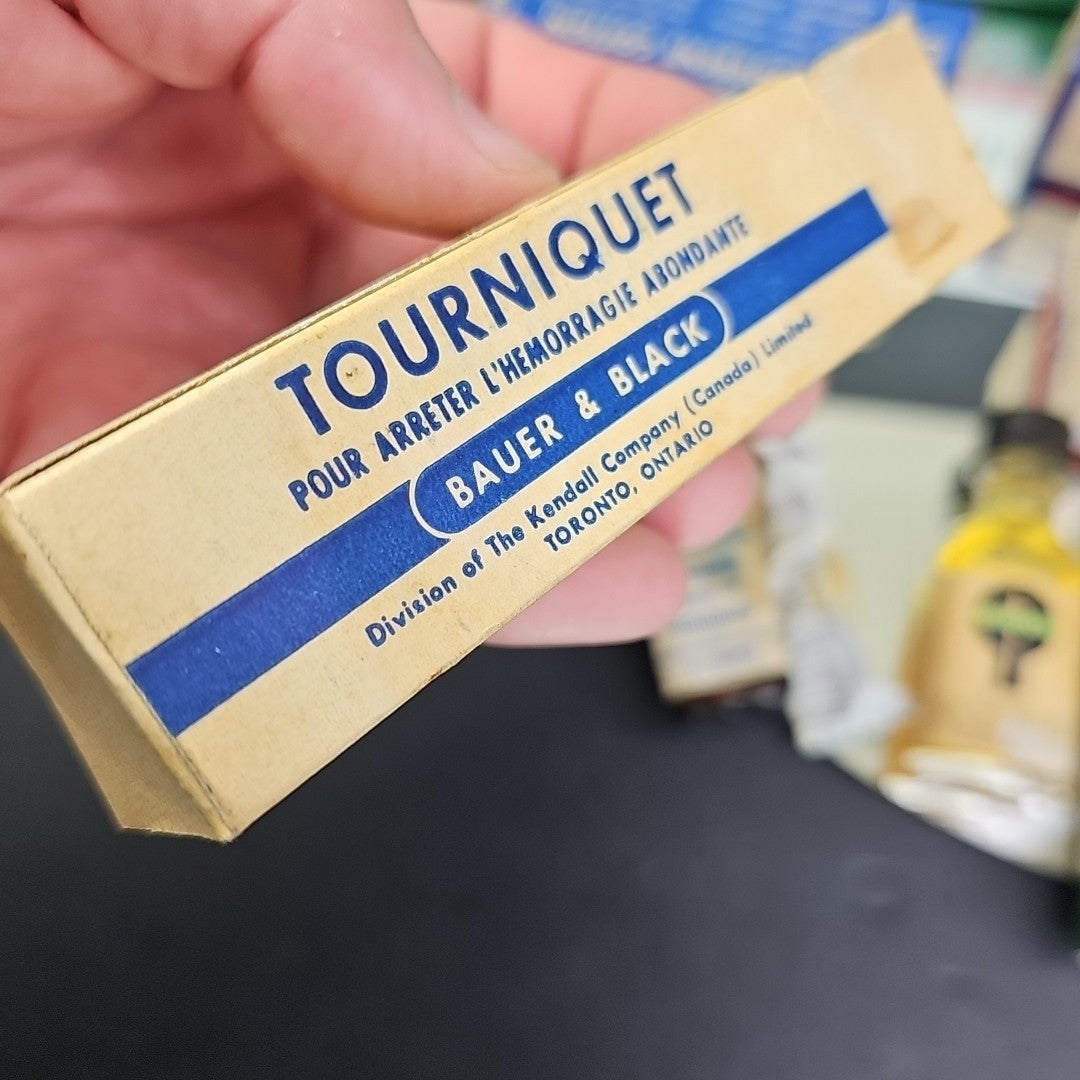 TOURNIQUET
POUR ARRETER L'HEMORRAGIE ABONDANTE
BAUER & BLACK
Division of The Kendall Company (Canada) Limited
TORONTO, ONTARIO